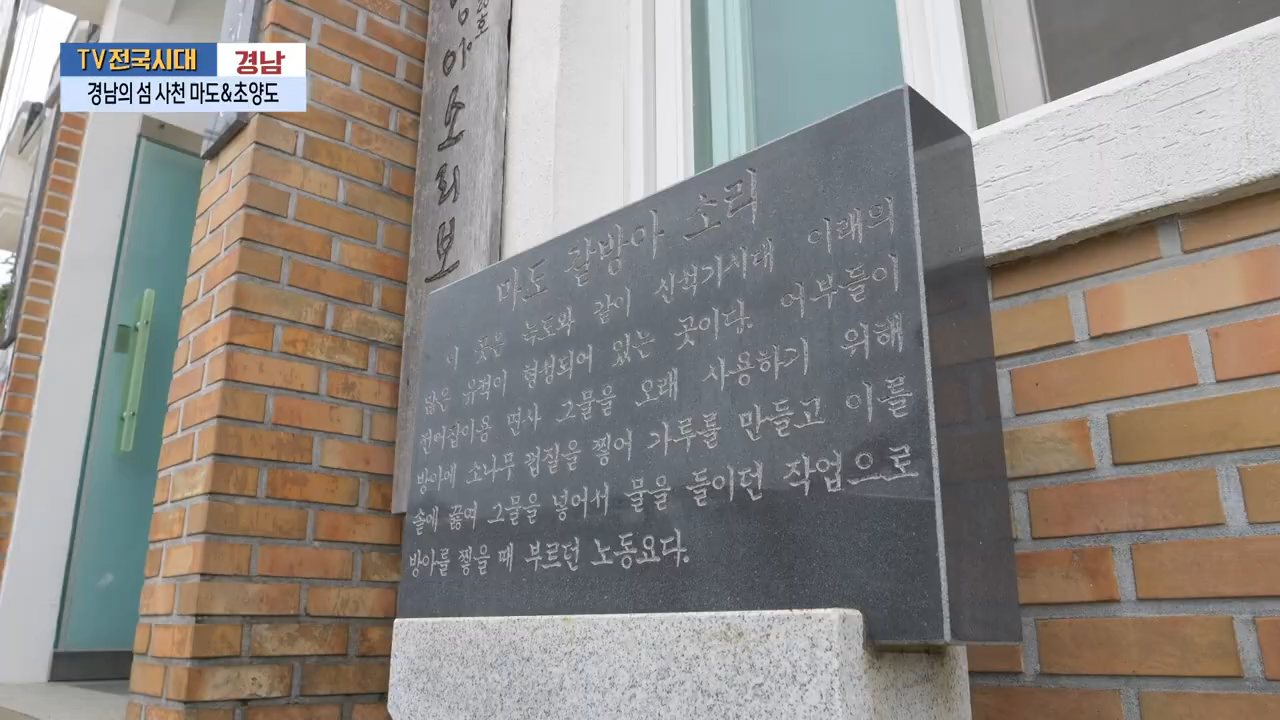 TV전국시대 경남
경남의 섬 사천 마도&초양도
소리보
마도 갈방아 소리
이 곳은 늑도와 같이 신석기시대 이래의
많은 유적이 형성되어 있는 곳이다. 어부들이
전어잡이용 면사 그물을 오래 사용하기 위해
방아에 소나무 껍질을 찧어 가루를 만들고 이를
솥에 끓여 그물을 넣어서 물을 들이던 작업으로
방아를 찧을 때 부르던 노동요다.